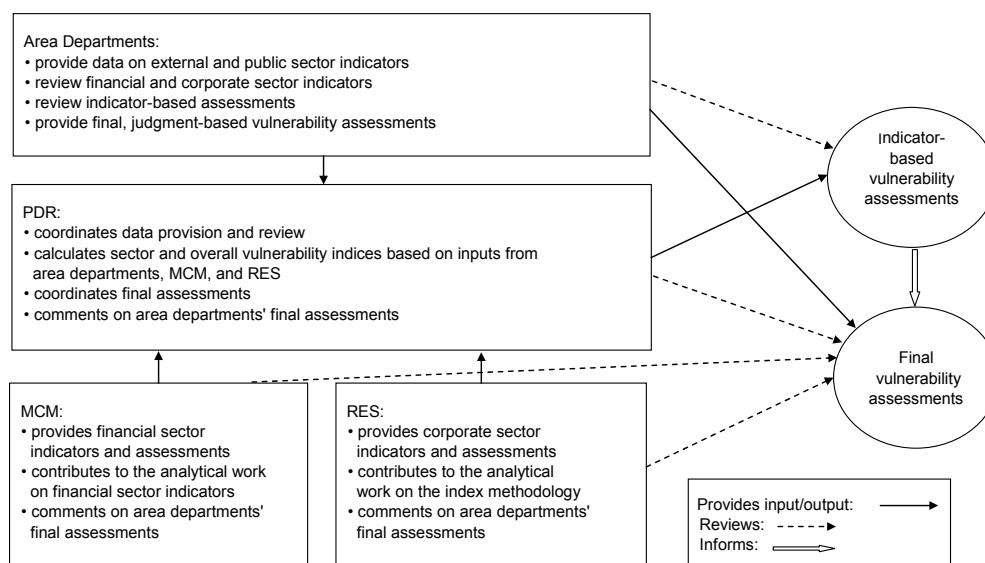 Area Departments:
• provide data on external and public sector indicators
• review financial and corporate sector indicators
• review indicator-based assessments
• provide final, judgment-based vulnerability assessments
Indicator-
based
vulnerability
assessments
PDR:
• coordinates data provision and review
• calculates sector and overall vulnerability indices based on inputs from
area departments, MCM, and RES
• coordinates final assessments
• comments on area departments' final assessments
Final
vulnerability
assessments
MCM:
• provides financial sector
indicators and assessments
• contributes to the analytical work
on financial sector indicators
• comments on area departments'
final assessments
RES:
• provides corporate sector
indicators and assessments
• contributes to the analytical
work on the index methodology
• comments on area departments'
final assessments
Provides input/output:
Reviews:
Informs: